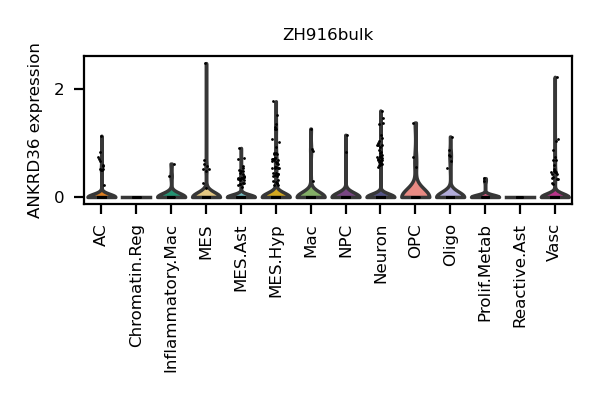 ZH916bulk
ANKRD36 expression
2
0
AC
Chromatin.Reg
Inflammatory.Mac
MES
MES.Ast
MES.Hyp
Mac
NPC
Neuron
OPC
Oligo
Prolif.Metab
Reactive.Ast
Vasc